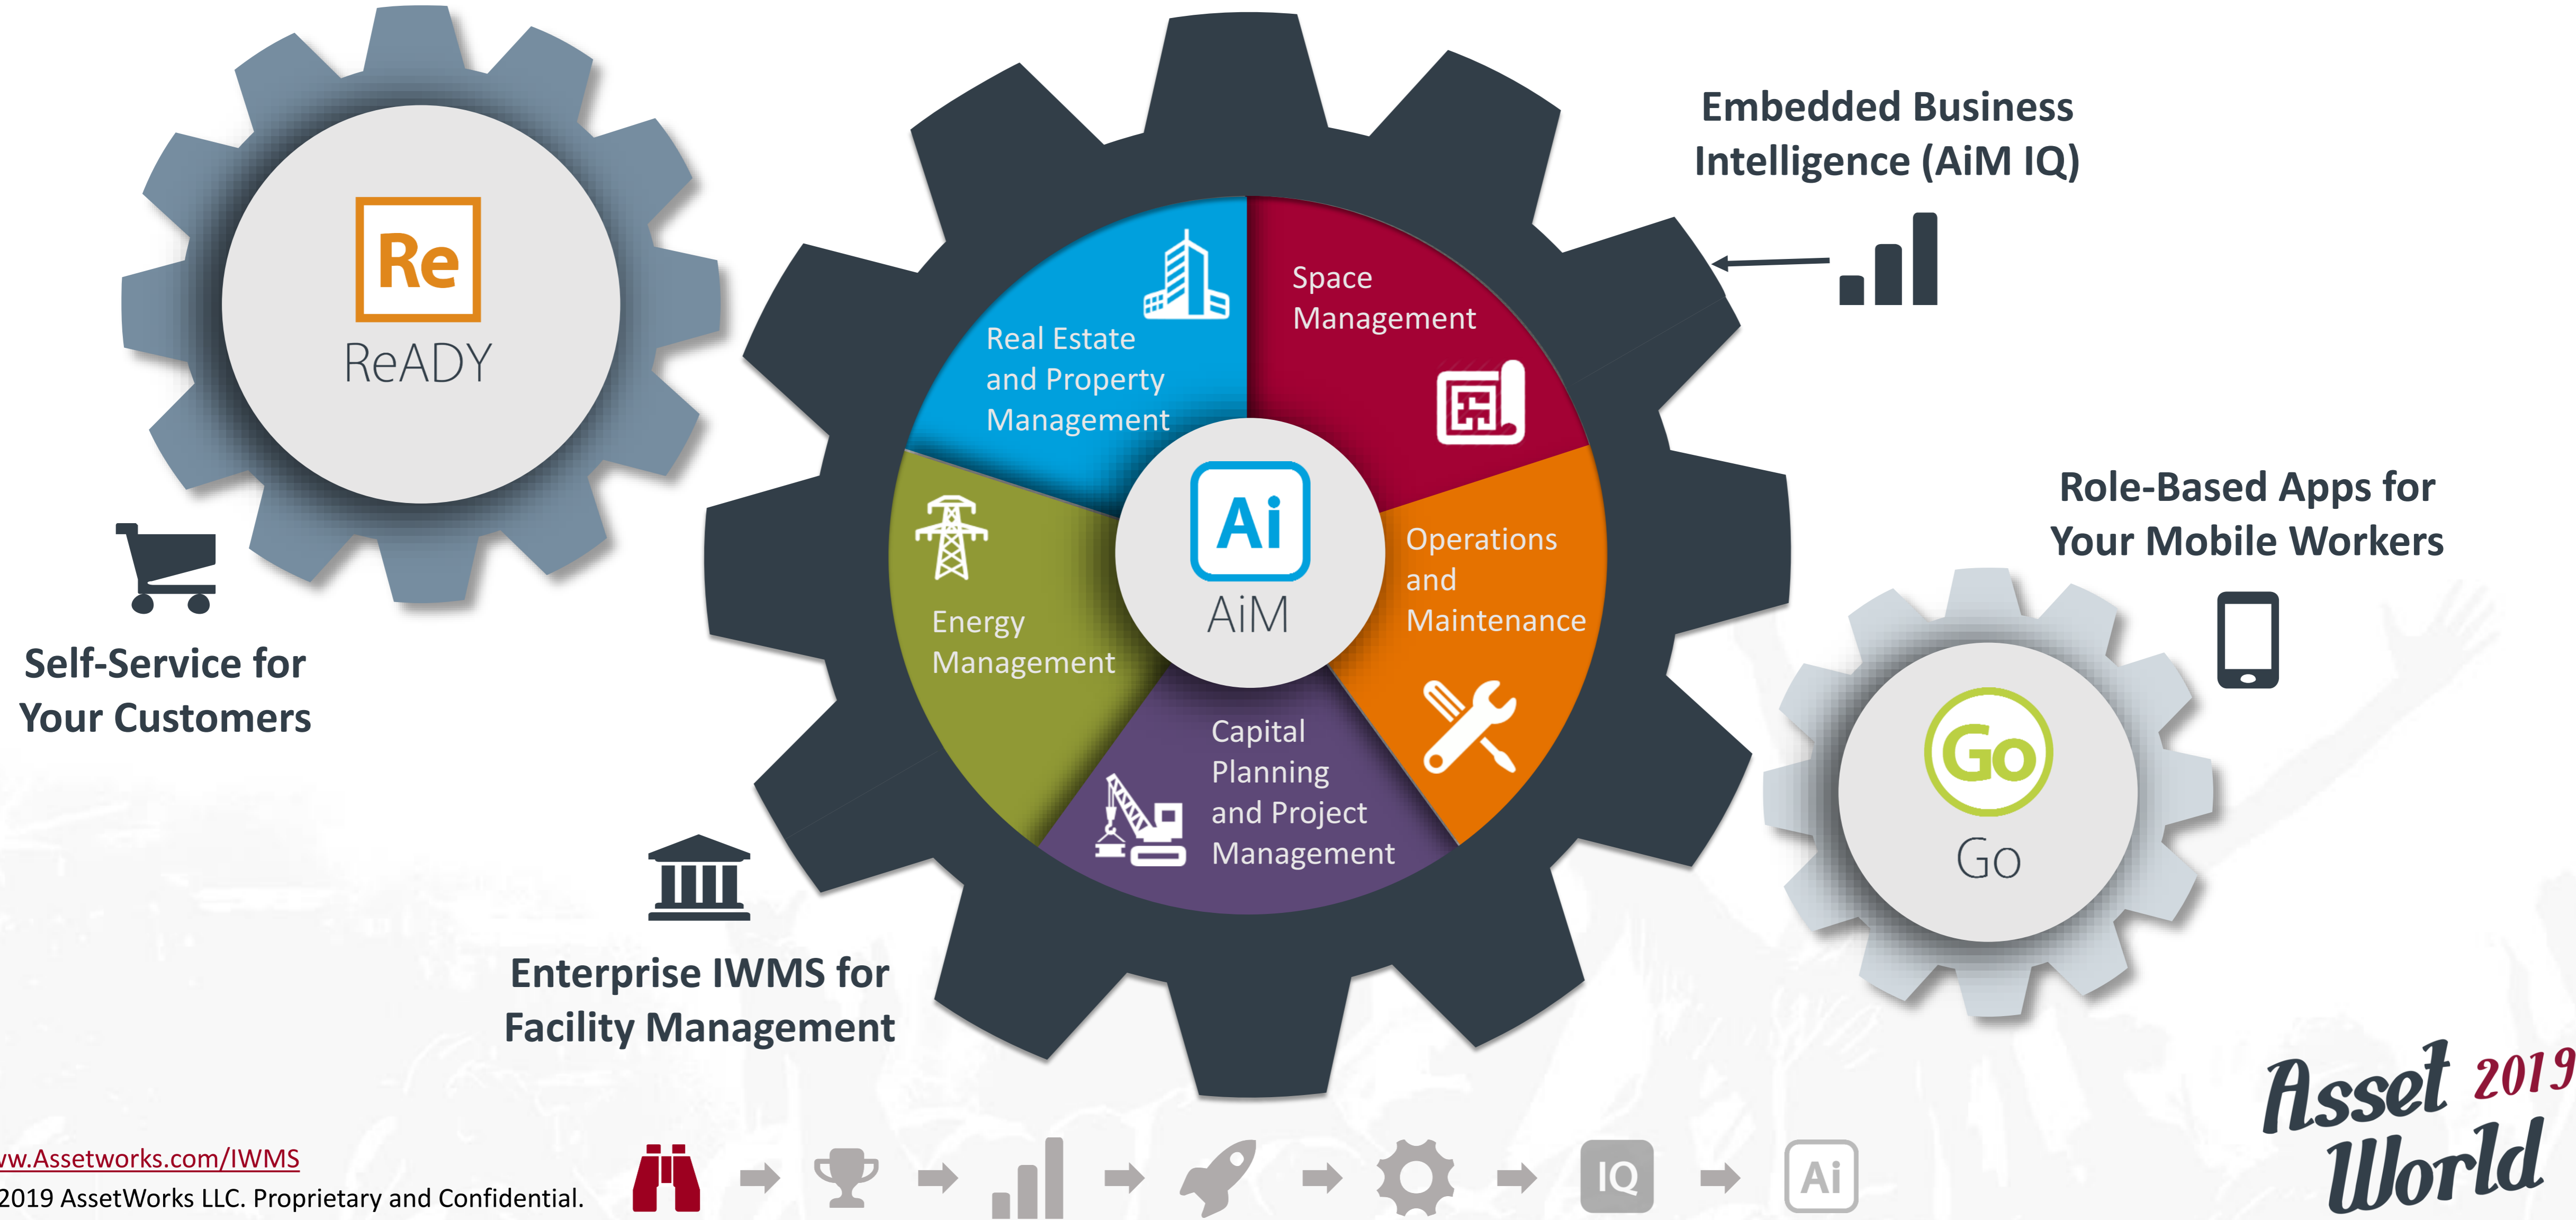 Re
ReADY
Self-Service for
Your Customers
Embedded Business
Intelligence (AiM IQ)
Real Estate
and Property
Management
Space
Management
Energy
Management
Ai
AiM
Operations
and
Maintenance
Capital
Planning
and Project
Management
Role-Based Apps for
Your Mobile Workers
Go
Go
Enterprise IWMS for
Facility Management
w.Assetworks.com/IWMS
2019 AssetWorks LLC. Proprietary and Confidential.
IQ
Ai
Asset 2019
World